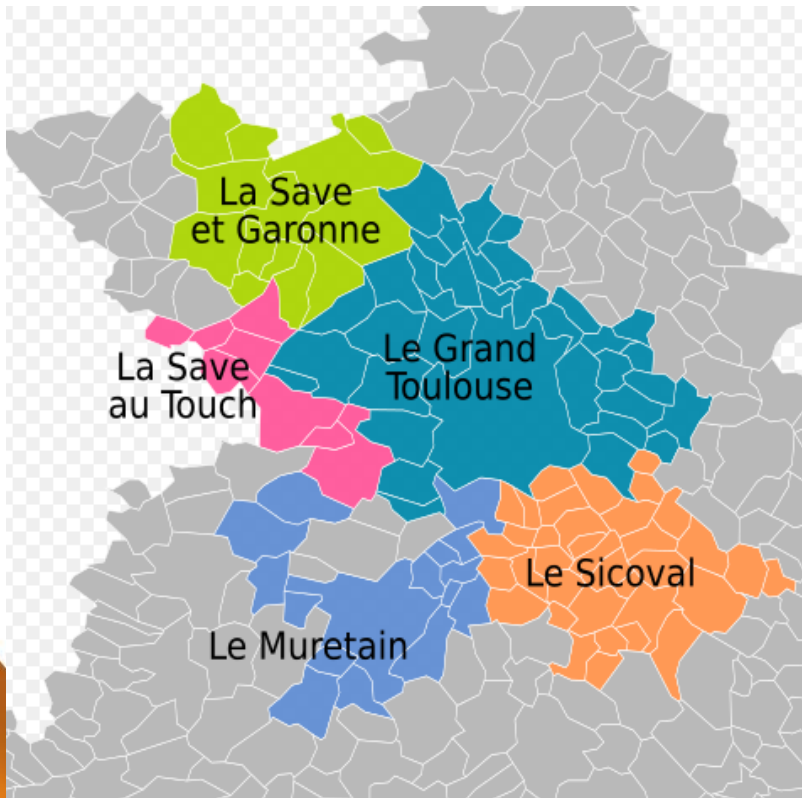 La Save
et Garonne
Le Grand
Toulouse
La Save
au Touch
Le Sicoval
Le Muretain